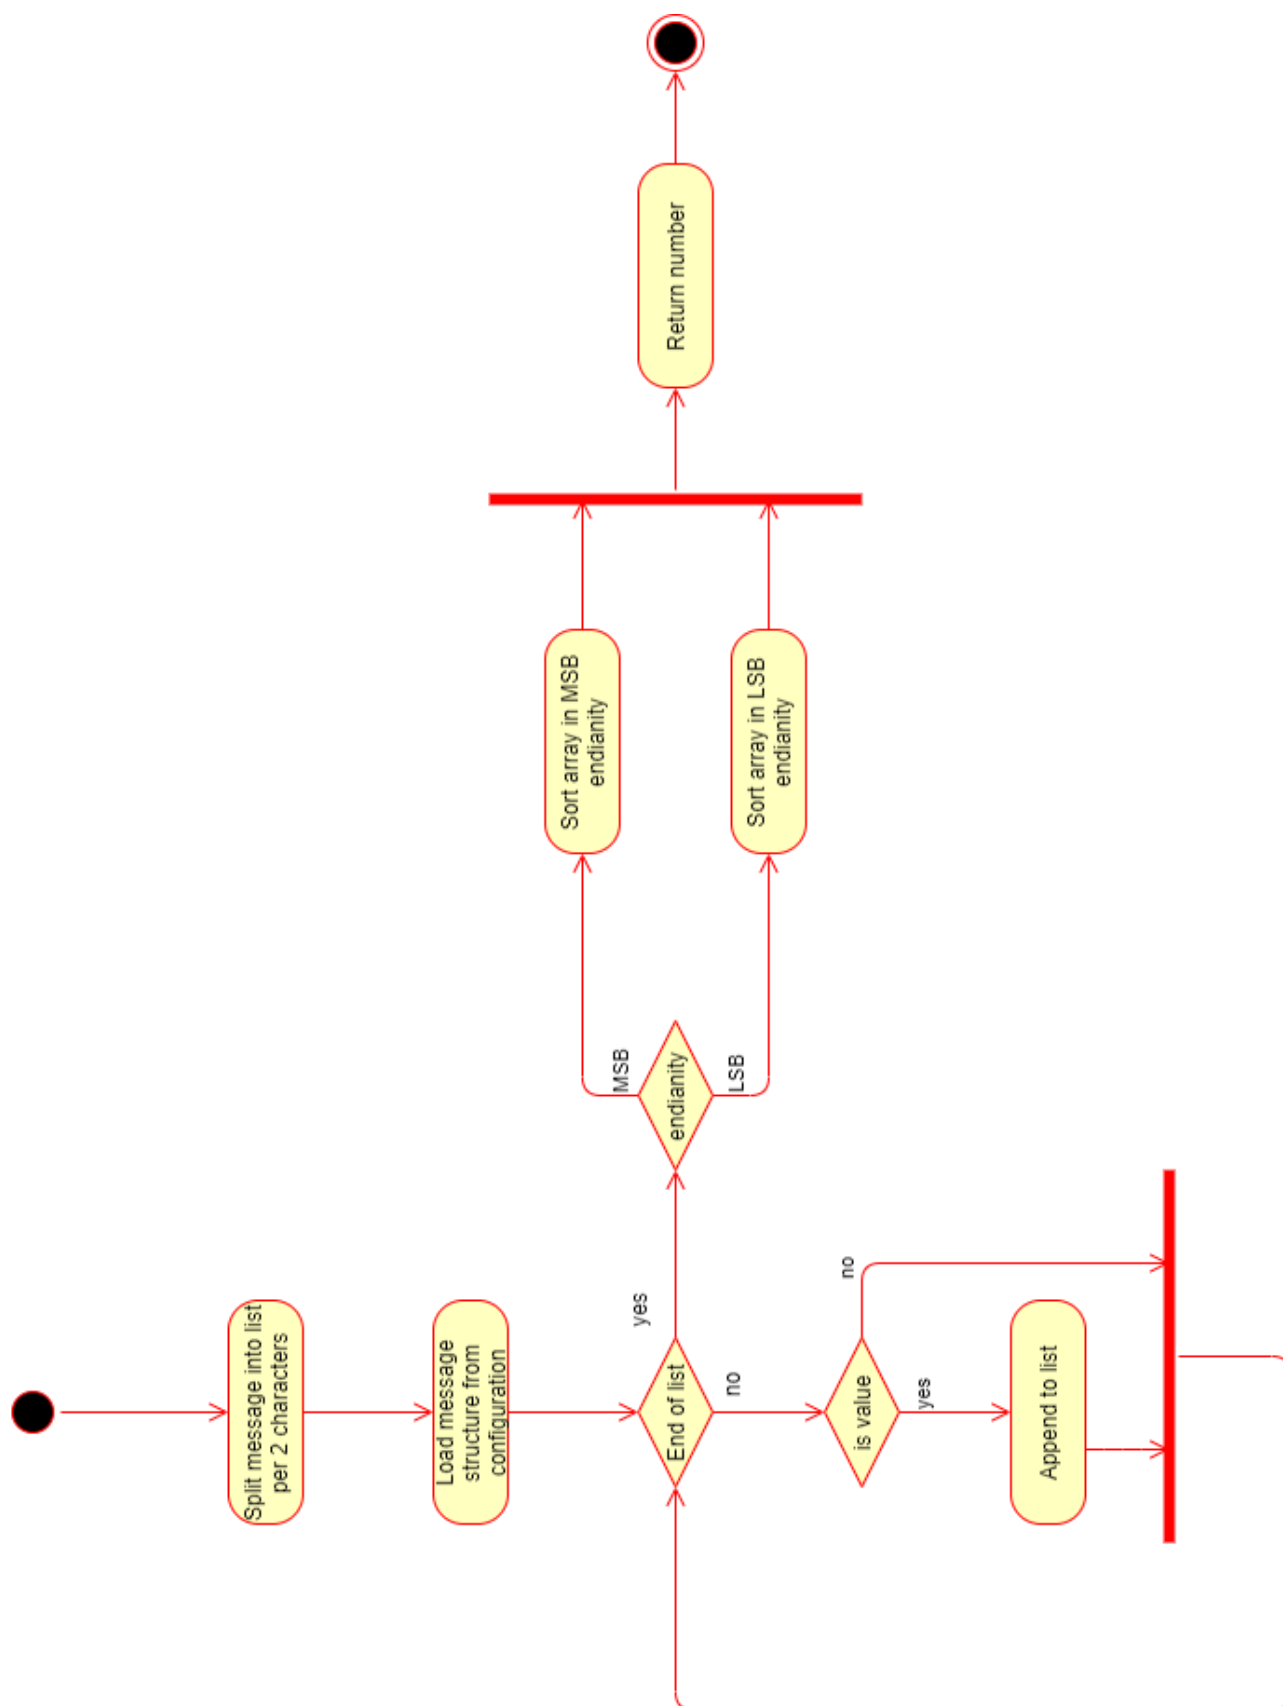 Split message into list
per 2 characters
Load message
structure from
configuration
End of list
yes
no
is value
no
yes
Append to list
endianity
MSB
LSB
Sort array in MSB
endianity
Sort array in LSB
endianity
Return number